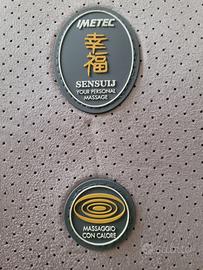 IMETEC
幸
福
SENSUIJ
YOUR PERSONAL
MASSAGE
MASSAGGIO
CON CALORE